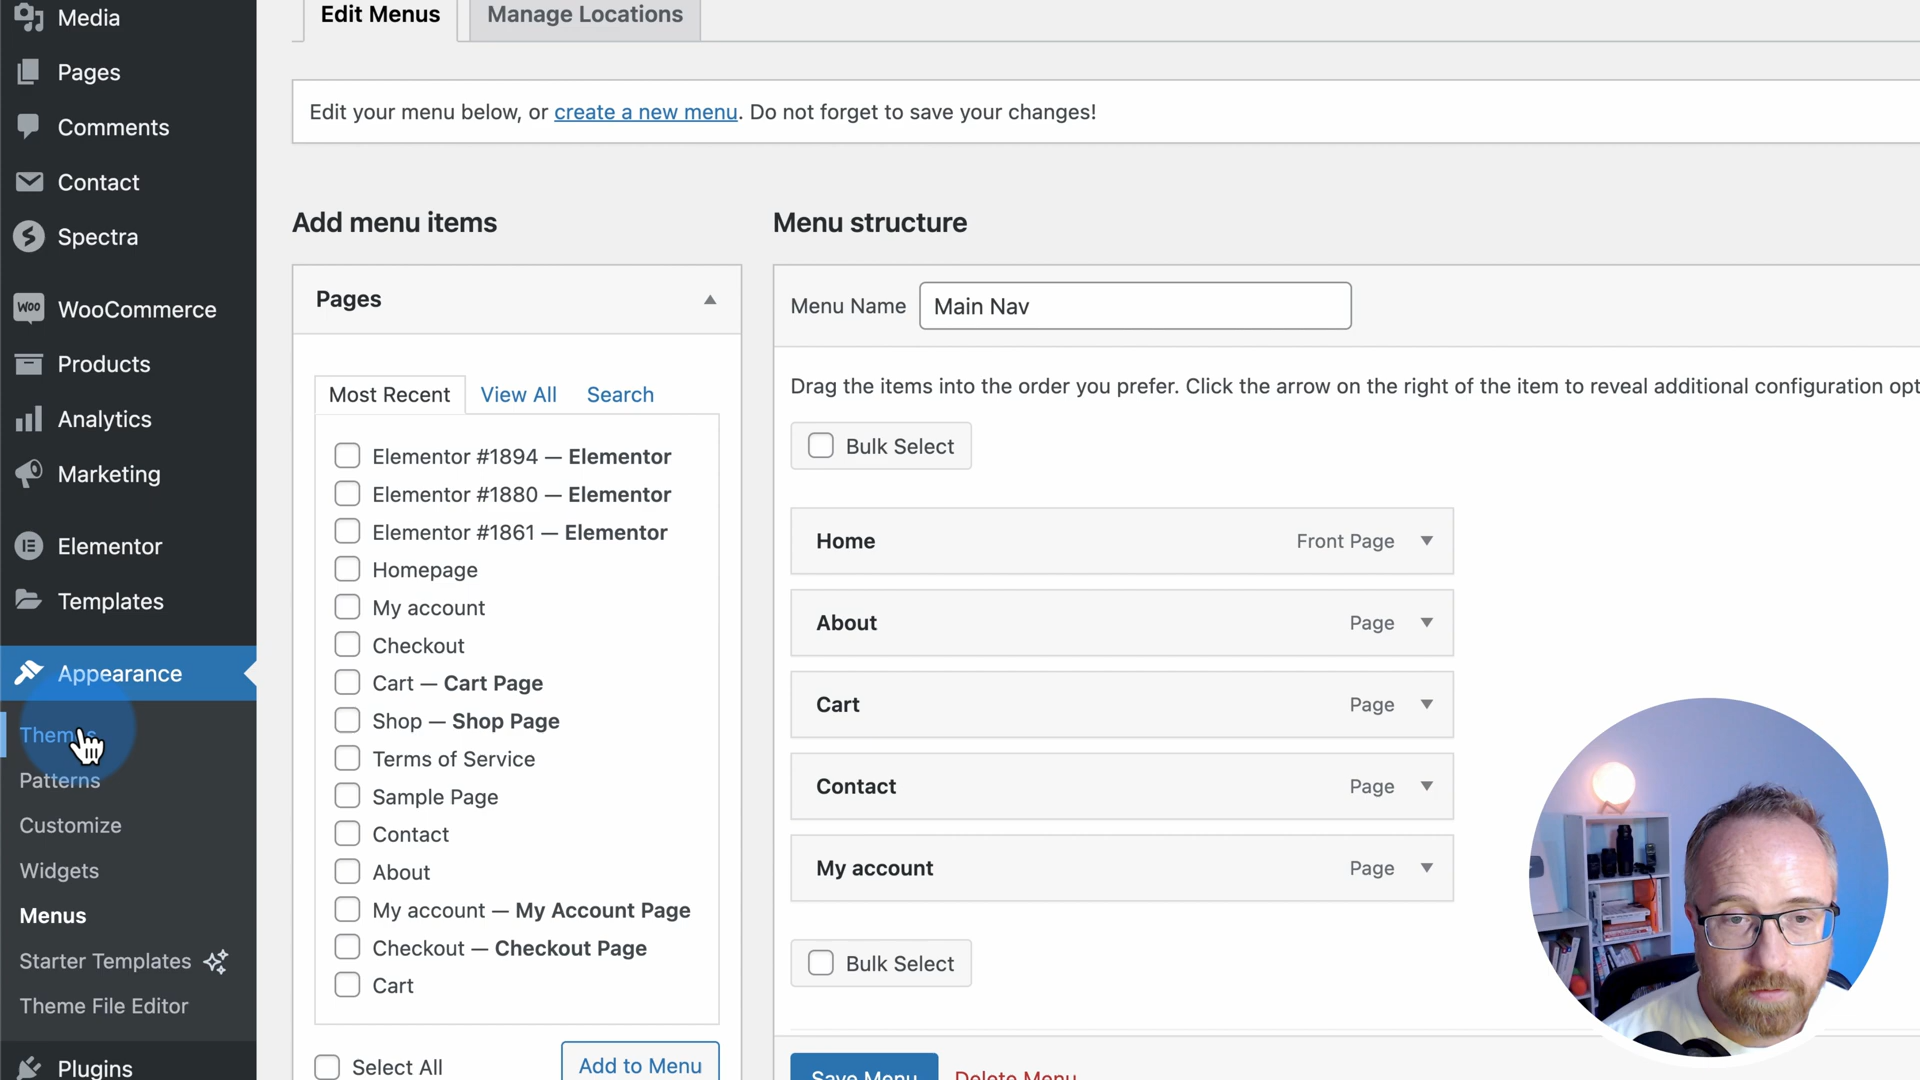 Media
Pages
Comments
Contact
Spectra
WooCommerce
Products
Analytics
Marketing
Elementor
Templates
Appearance
Themes
Patterns
Customize
Widgets
Menus
Starter Templates
Theme File Editor
Plugins
Edit Menus
Manage Locations
Edit your menu below, or create a new menu. Do not forget to save your changes!
Add menu items
Pages
Most Recent
View All
Search
Elementor #1894 — Elementor
Elementor #1880 — Elementor
Elementor #1861 — Elementor
Homepage
My account
Checkout
Cart — Cart Page
Shop — Shop Page
Terms of Service
Sample Page
Contact
About
My account — My Account Page
Checkout — Checkout Page
Cart
Select All
Add to Menu
Menu structure
Menu Name
Main Nav
Drag the items into the order you prefer. Click the arrow on the right of the item to reveal additional configuration opt
Bulk Select
Home
Front Page
About
Page
Cart
Page
Contact
Page
My account
Page
Bulk Select
Save Menu
Delete Menu